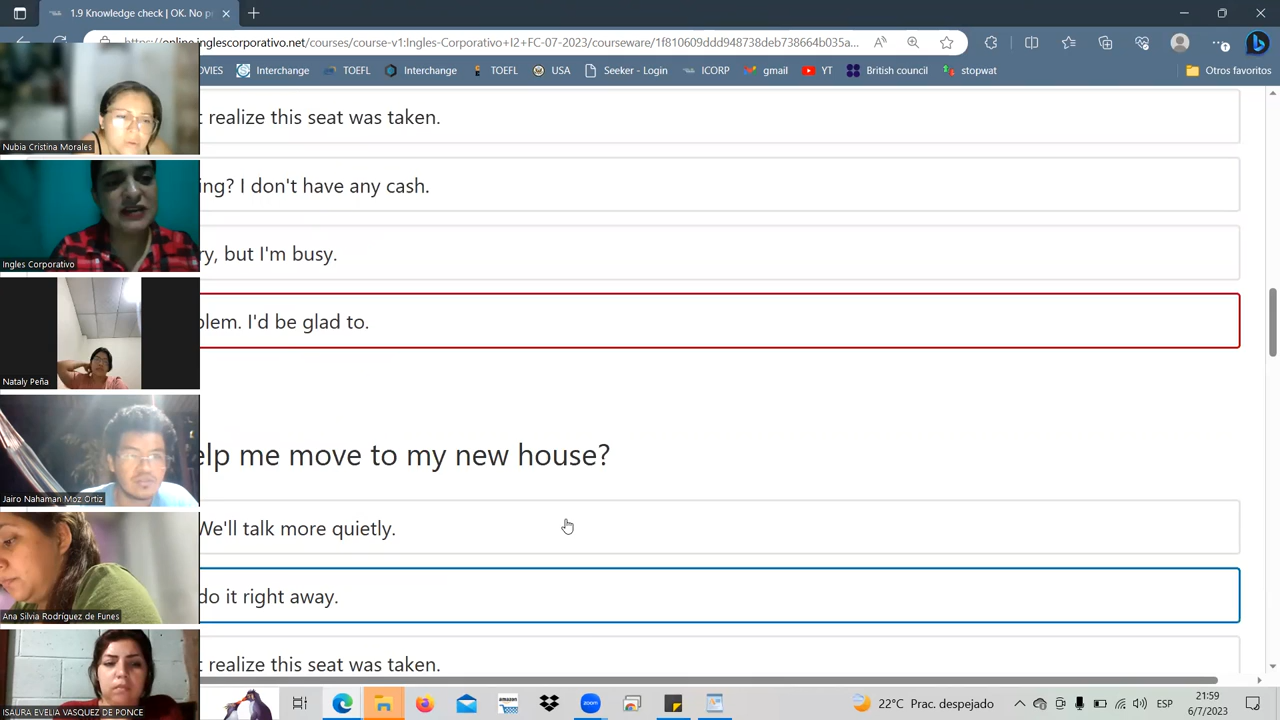 1.9 Knowledge check | OK. No pr
https://online.inglescorporativo.net/courses/course-v1:Ingles-Corporativo+I2+FC-07-2023/courseware/1f810609ddd948738deb738664b035a...
OVIES Interchange TOEFL Interchange TOEFL USA Seeker - Login ICORP gmail YT British council stopwat Otros favoritos
Nubia Cristina Morales
t realize this seat was taken.
ing? I don't have any cash.
Ingles Corporativo
ry, but I'm busy.
blem. I'd be glad to.
Nataly Peña
elp me move to my new house?
Jairo Nahaman Moz Ortiz
We'll talk more quietly.
do it right away.
Ana Silvia Rodríguez de Funes
t realize this seat was taken.
ISAURA EVELIA VASQUEZ DE PONCE
amazon
zoom
22°C Prac. despejado
ESP
21:59
6/7/2023